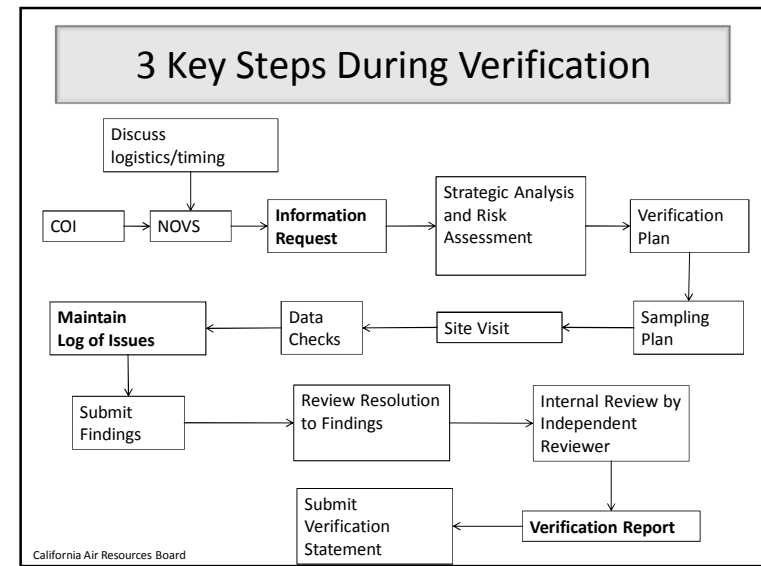 3 Key Steps During Verification
Discuss
logistics/timing
COI
NOVS
Information
Request
Strategic Analysis
and Risk
Assessment
Verification
Plan
Maintain
Log of Issues
Data
Checks
Site Visit
Sampling
Plan
Submit
Findings
Review Resolution
to Findings
Internal Review by
Independent
Reviewer
Submit
Verification
Statement
Verification Report
California Air Resources Board